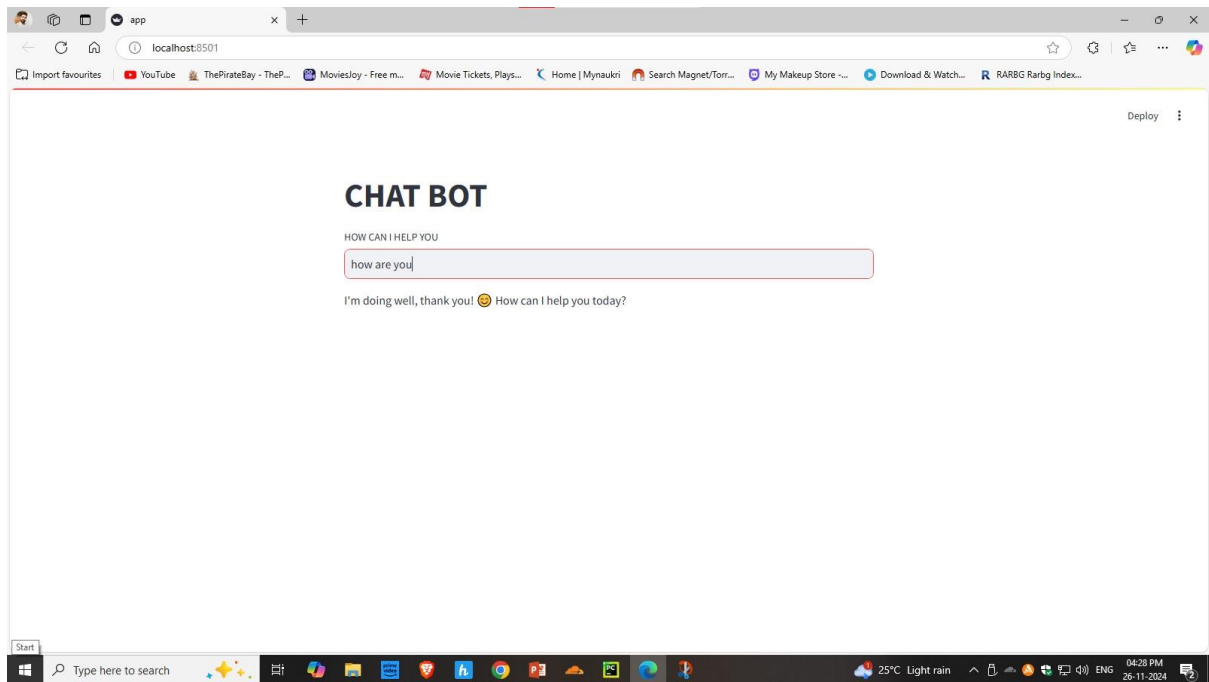 app
localhost:8501
Import favourites YouTube ThePirateBay - TheP... MoviesJoy - Free m... Movie Tickets, Plays... Home | Mynaukri Search Magnet/Torr... My Makeup Store -... Download & Watch... RARBG Rarbg Index...
Deploy
CHAT BOT
HOW CAN I HELP YOU
how are you
I'm doing well, thank you! 😊 How can I help you today?
Start
Type here to search 25°C Light rain ENG 04:28 PM
26-11-2024